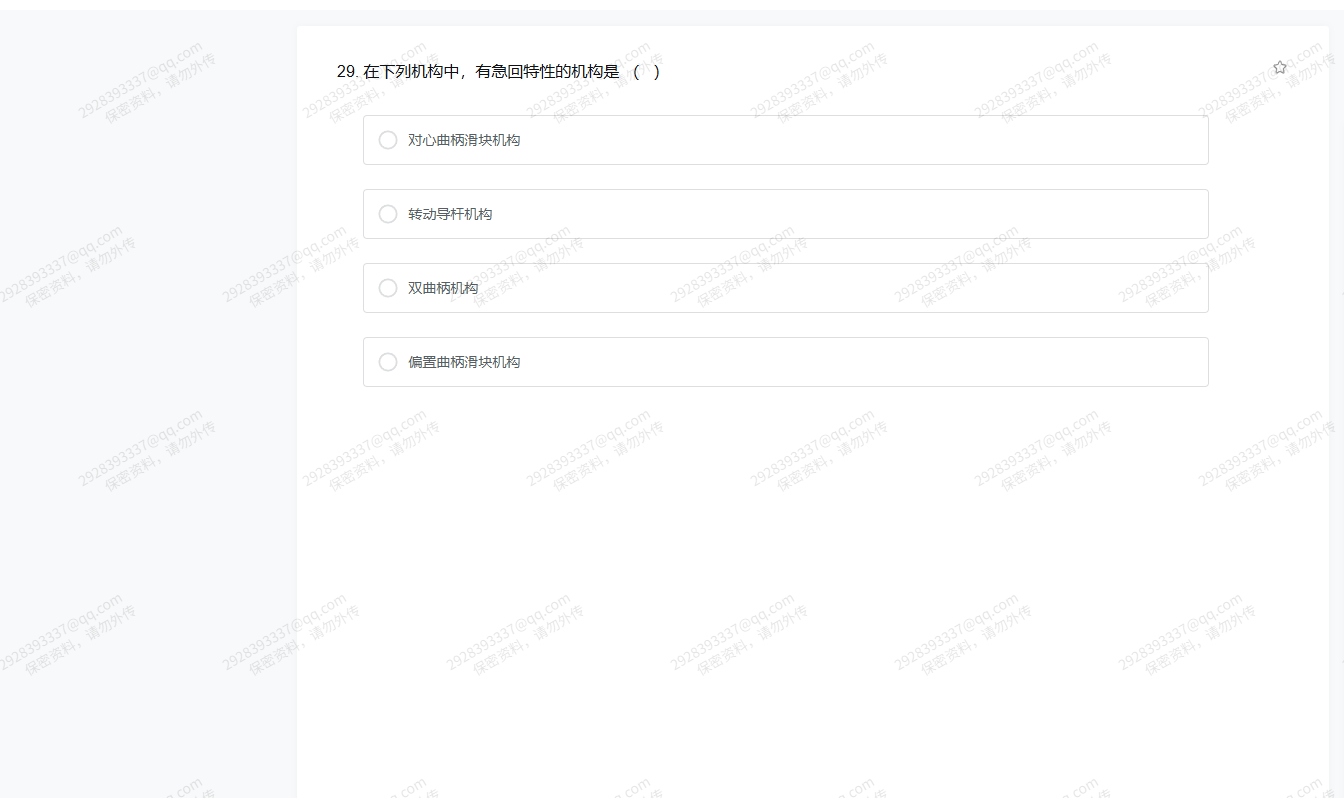 29. 在下列机构中，有急回特性的机构是 （ ）
对心曲柄滑块机构
转动导杆机构
双曲柄机构
偏置曲柄滑块机构
2928393337@qq.com
保密资料，请勿外传